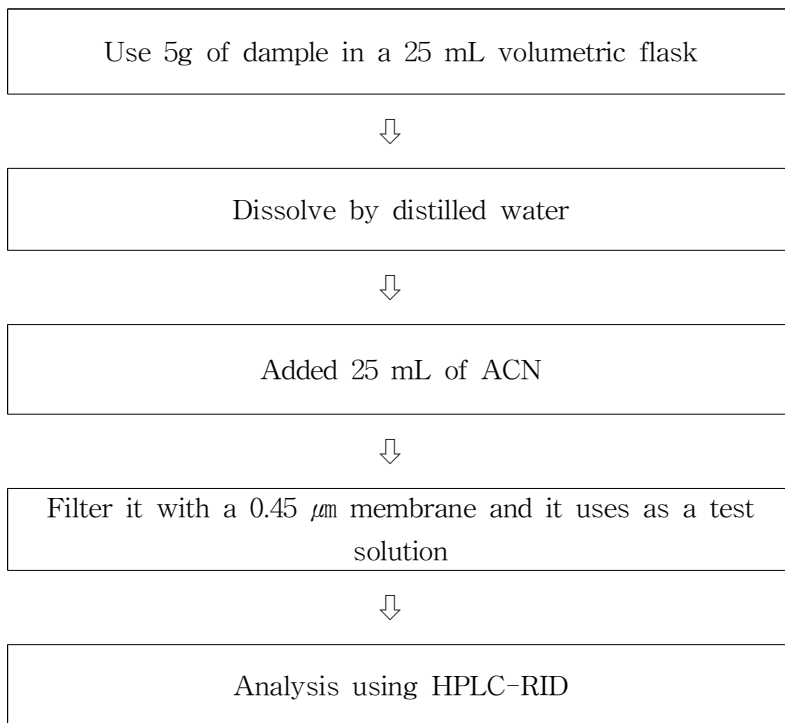 Use 5g of dample in a 25 mL volumetric flask
⇩
Dissolve by distilled water
⇩
Added 25 mL of ACN
⇩
Filter it with a 0.45 ㎛ membrane and it uses as a test
solution
⇩
Analysis using HPLC-RID